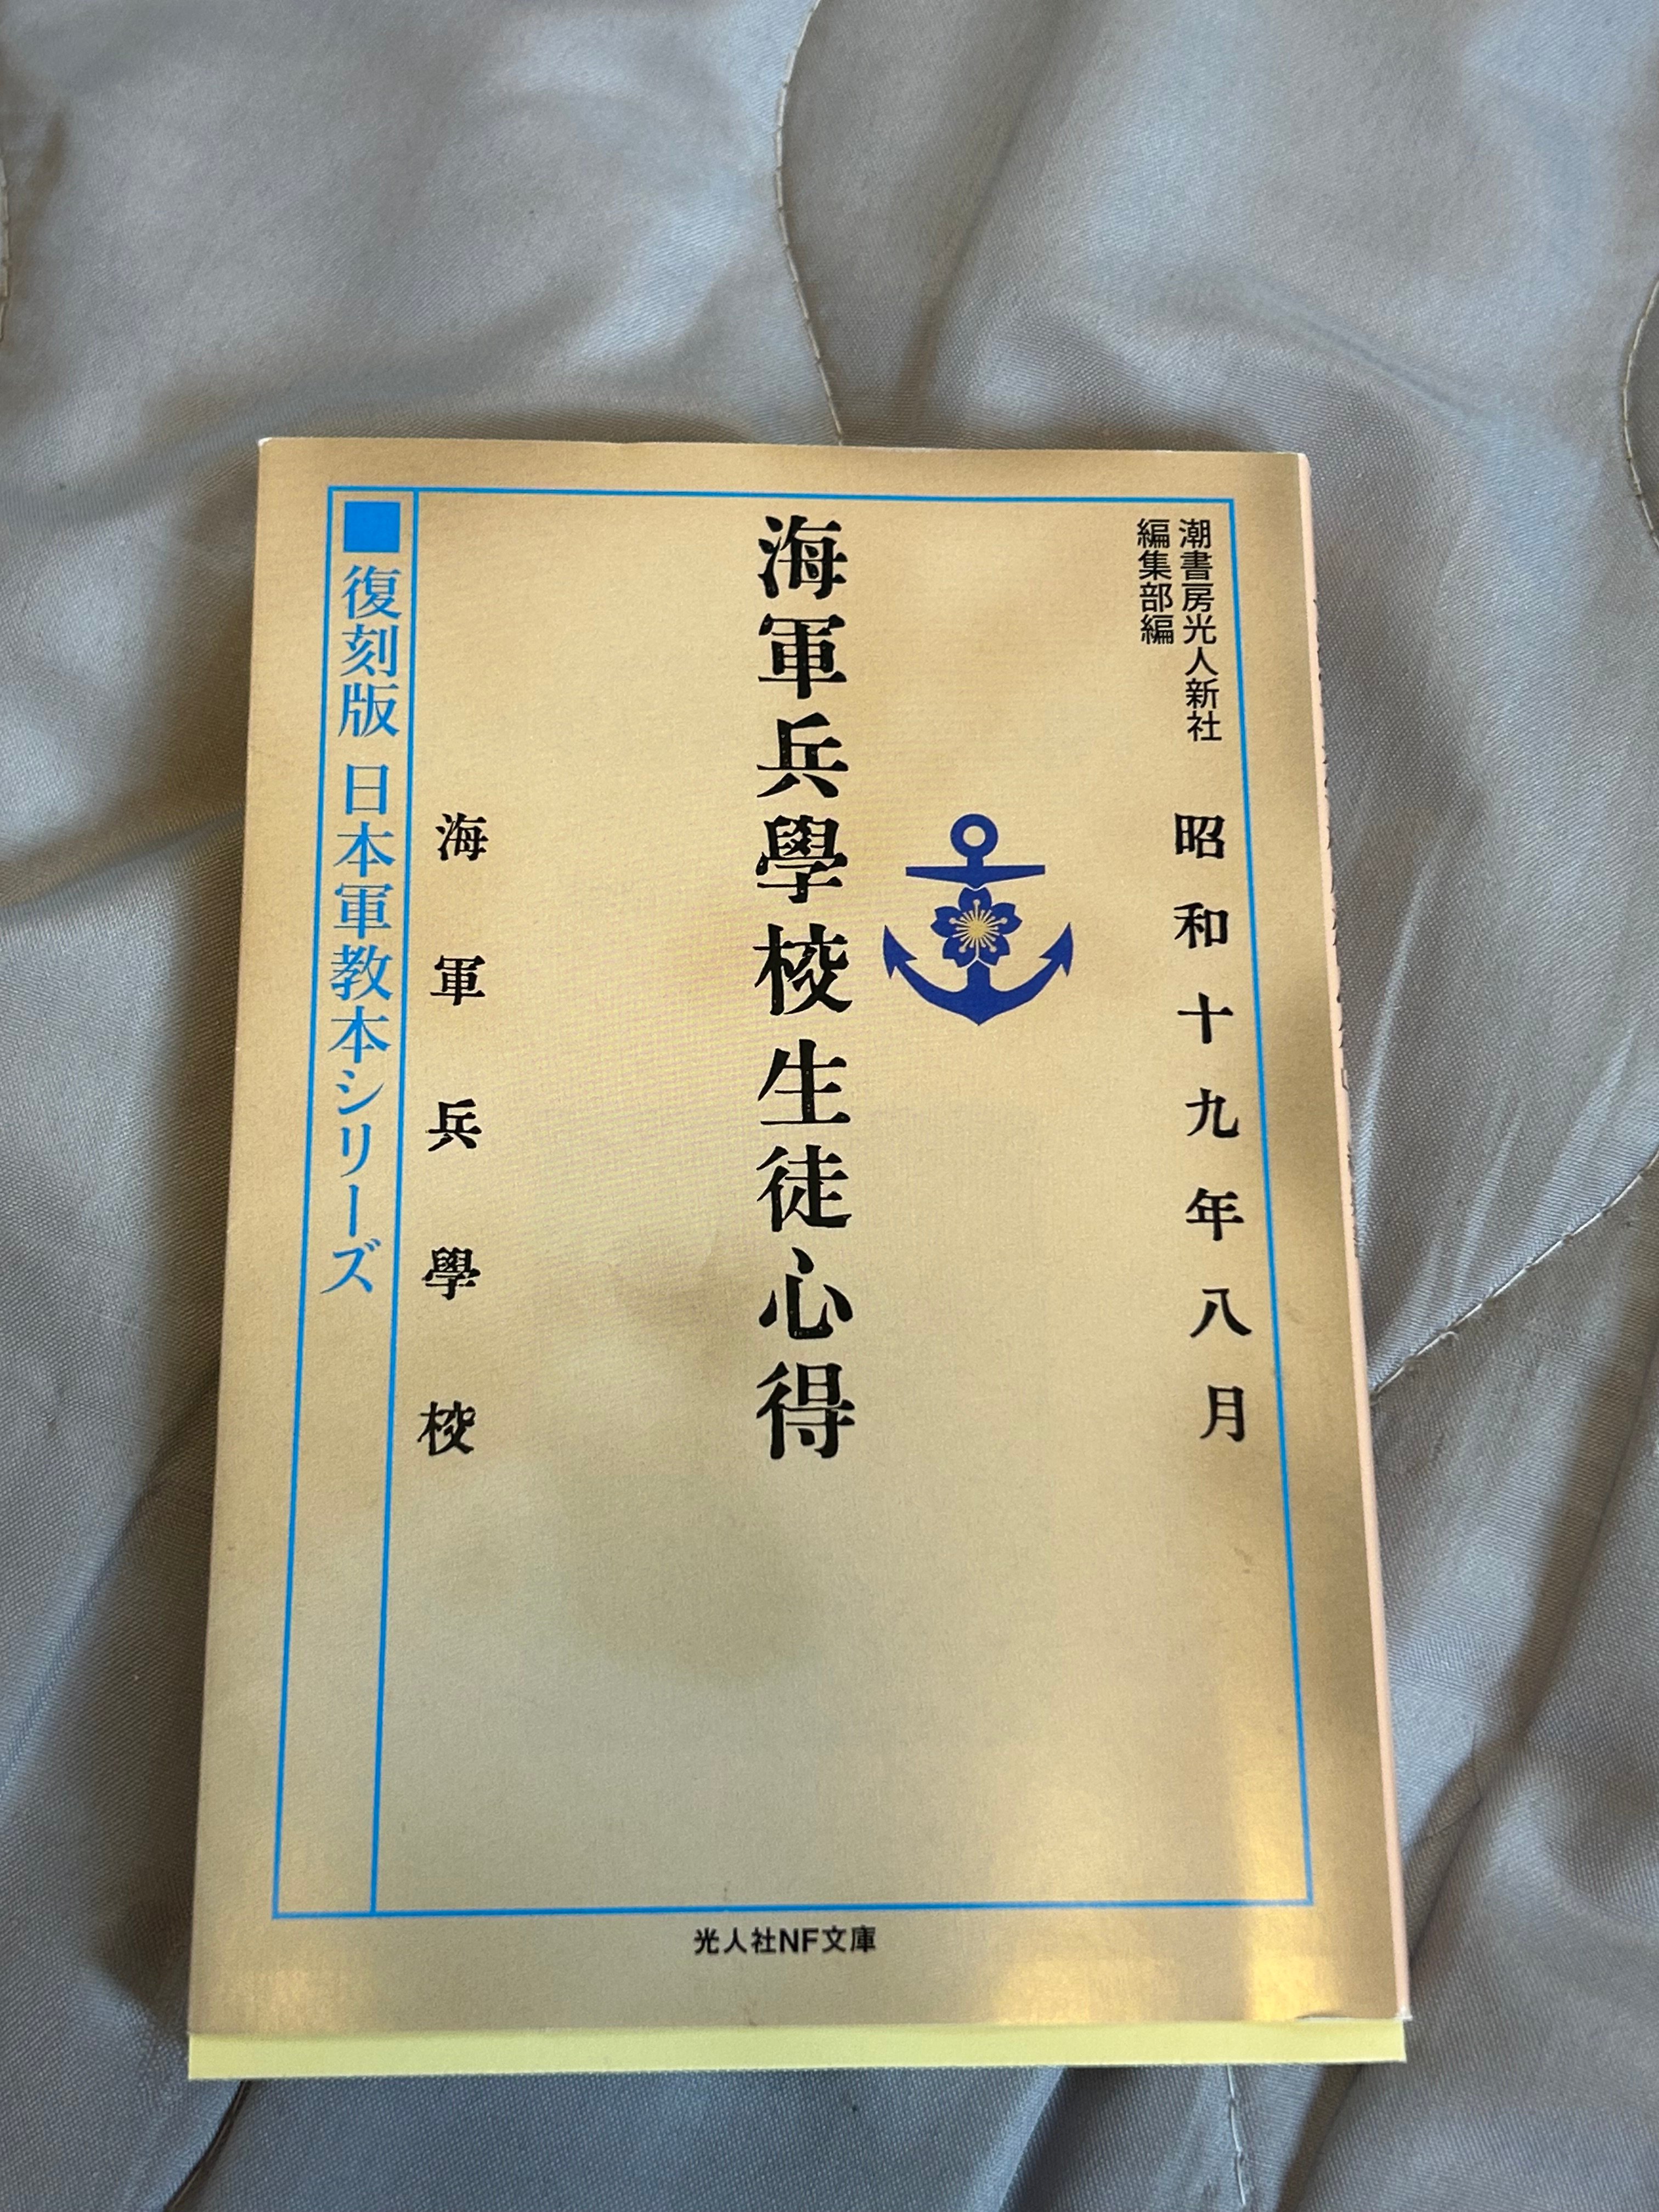 潮書房光人新社
編集部編
昭和十九年八月
海軍兵學校生徒心得
海軍兵學校
■復刻版 日本軍教本シリーズ
光人社NF文庫